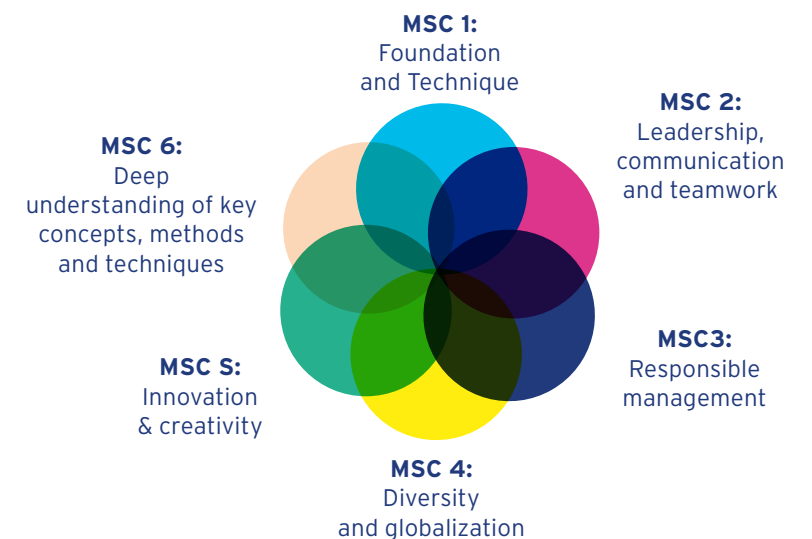 MSC 1:
Foundation
and Technique
MSC 2:
Leadership,
communication
and teamwork
MSC3:
Responsible
management
MSC 4:
Diversity
and globalization
MSC S:
Innovation
& creativity
MSC 6:
Deep
understanding of key
concepts, methods
and techniques